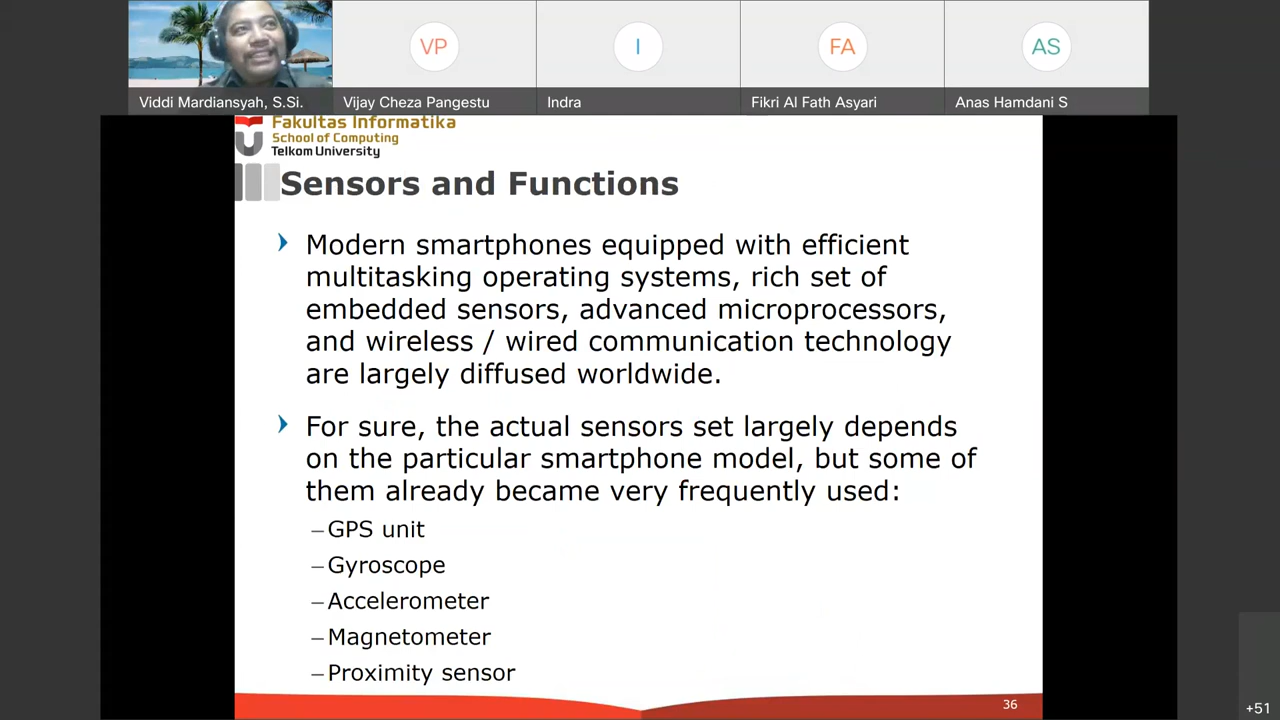 VP
I
FA
AS
Viddi Mardiansyah, S.Si.
Vijay Cheza Pangestu
Indra
Fikri Al Fath Asyari
Anas Hamdani S
Fakultas Informatika
School of Computing
Telkom University
Sensors and Functions
Modern smartphones equipped with efficient
multitasking operating systems, rich set of
embedded sensors, advanced microprocessors,
and wireless / wired communication technology
are largely diffused worldwide.
For sure, the actual sensors set largely depends
on the particular smartphone model, but some of
them already became very frequently used:
–GPS unit
–Gyroscope
–Accelerometer
–Magnetometer
–Proximity sensor
36
+51